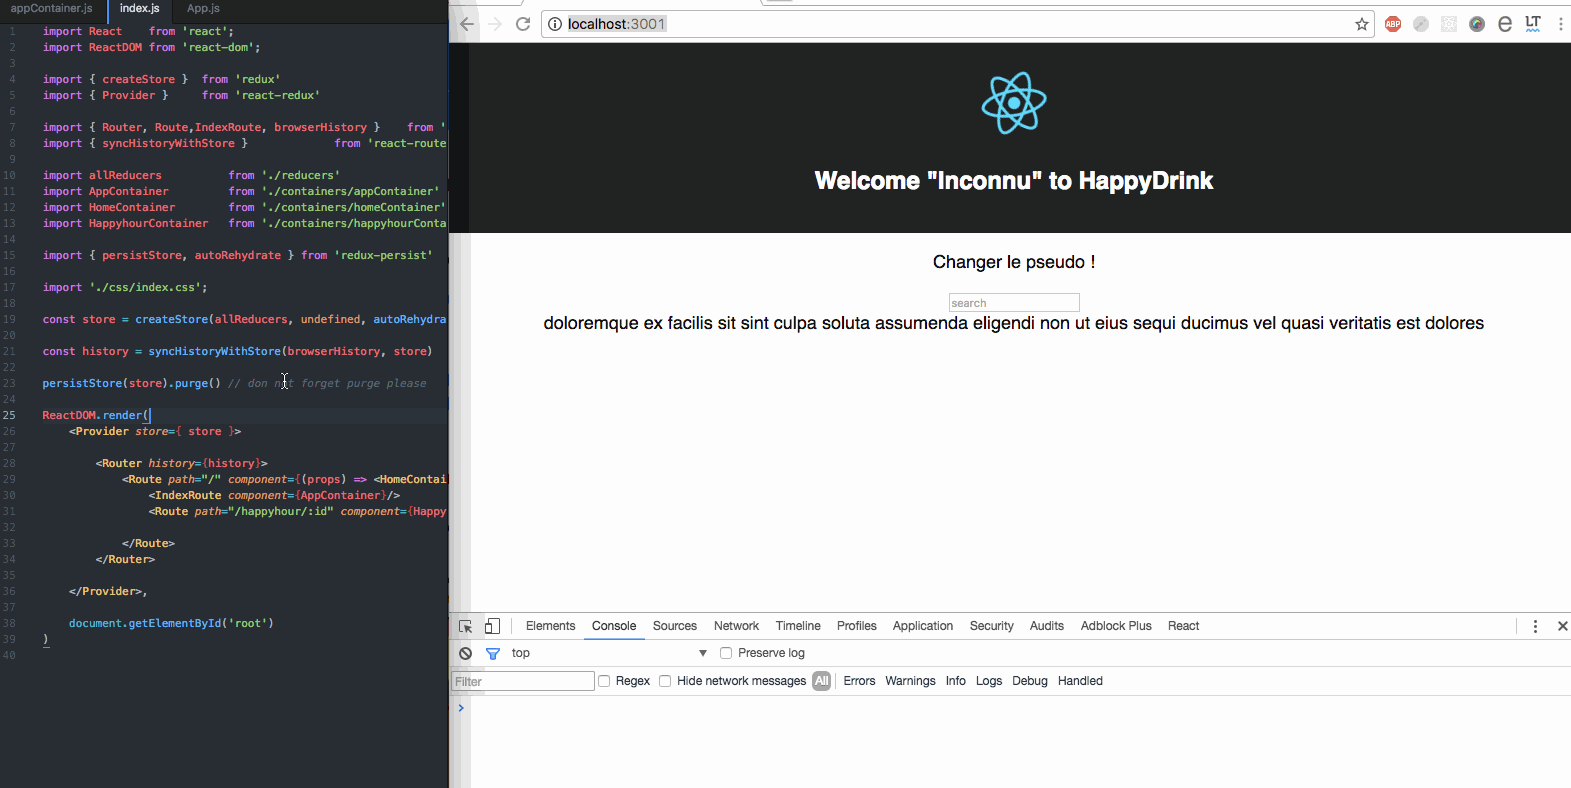 appContainer.js index.js App.js
1 import React from 'react';
2 import ReactDOM from 'react-dom';
3
4 import { createStore } from 'redux'
5 import { Provider } from 'react-redux'
6
7 import { Router, Route,IndexRoute, browserHistory } from '
8 import { syncHistoryWithStore } from 'react-route
9
10 import allReducers from './reducers'
11 import AppContainer from './containers/appContainer'
12 import HomeContainer from './containers/homeContainer'
13 import HappyhourContainer from './containers/happyhourConta
14
15 import { persistStore, autoRehydrate } from 'redux-persist'
16
17 import './css/index.css';
18
19 const store = createStore(allReducers, undefined, autoRehydra
20
21 const history = syncHistoryWithStore(browserHistory, store)
22
23 persistStore(store).purge() // don not forget purge please
24
25 ReactDOM.render(
26 <Provider store={ store }>
27
28 <Router history={history}>
29 <Route path="/" component={(props) => <HomeContai
30 <IndexRoute component={AppContainer}/>
31 <Route path="/happyhour/:id" component={Happy
32
33 </Route>
34 </Router>
35
36 </Provider>,
37
38 document.getElementById('root')
39 )
40
localhost:3001
ABP
LT
Welcome "Inconnu" to HappyDrink
Changer le pseudo !
search
doloremque ex facilis sit sint culpa soluta assumenda eligendi non ut eius sequi ducimus vel quasi veritatis est dolores
Elements Console Sources Network Timeline Profiles Application Security Audits Adblock Plus React
top Preserve log
Filter Regex Hide network messages All Errors Warnings Info Logs Debug Handled